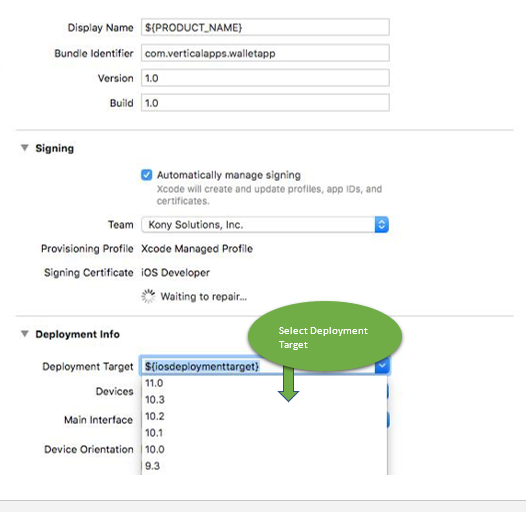 Display Name ${PRODUCT_NAME}
Bundle Identifier com.verticalapps.walletapp
Version 1.0
Build 1.0
Signing
Automatically manage signing
Xcode will create and update profiles, app IDs, and
certificates.
Team Kony Solutions, Inc.
Provisioning Profile Xcode Managed Profile
Signing Certificate iOS Developer
Waiting to repair...
Deployment Info
Select Deployment
Target
Deployment Target ${iosdeploymenttarget}
11.0
Devices
10.3
10.2
Main Interface
10.1
Device Orientation 10.0
9.3